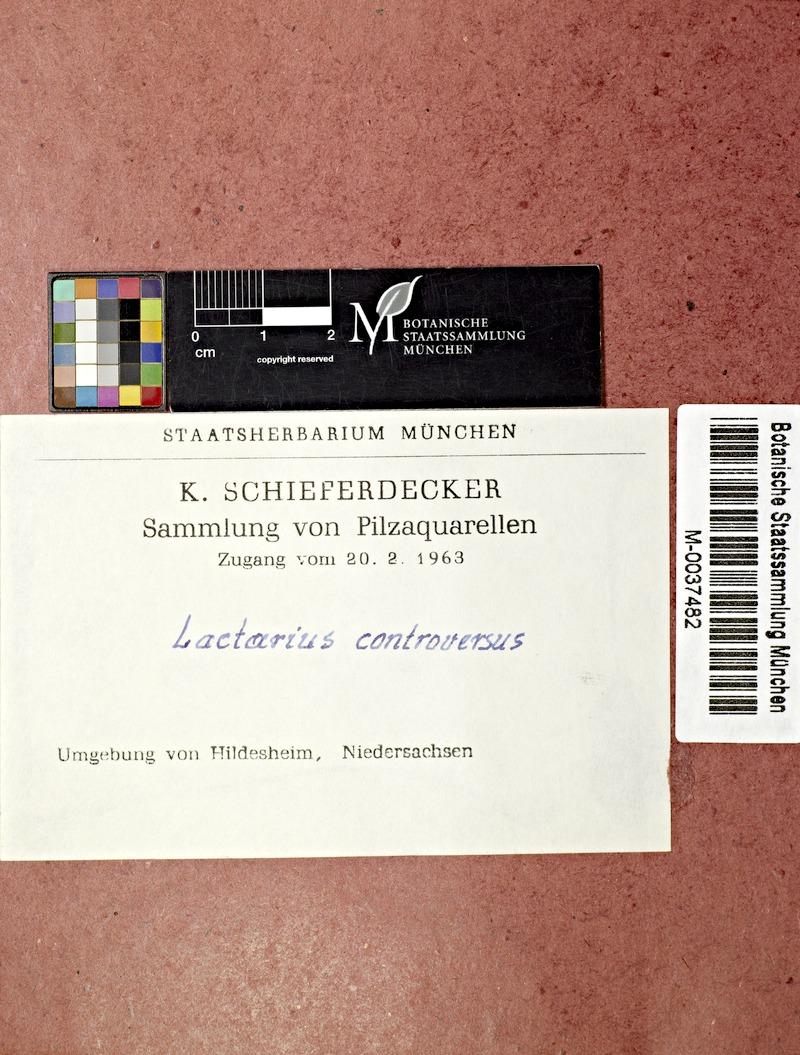 0 1 2
cm
copyright reserved
M BOTANISCHE
STAATSSAMMLUNG
MÜNCHEN
STAATSHERBARIUM MÜNCHEN
K. SCHIEFERDECKER
Sammlung von Pilzaquarellen
Zugang vom 20. 2. 1963
Lactarius controversus
Umgebung von Hildesheim, Niedersachsen
Botanische Staatssammlung München
M-0037482